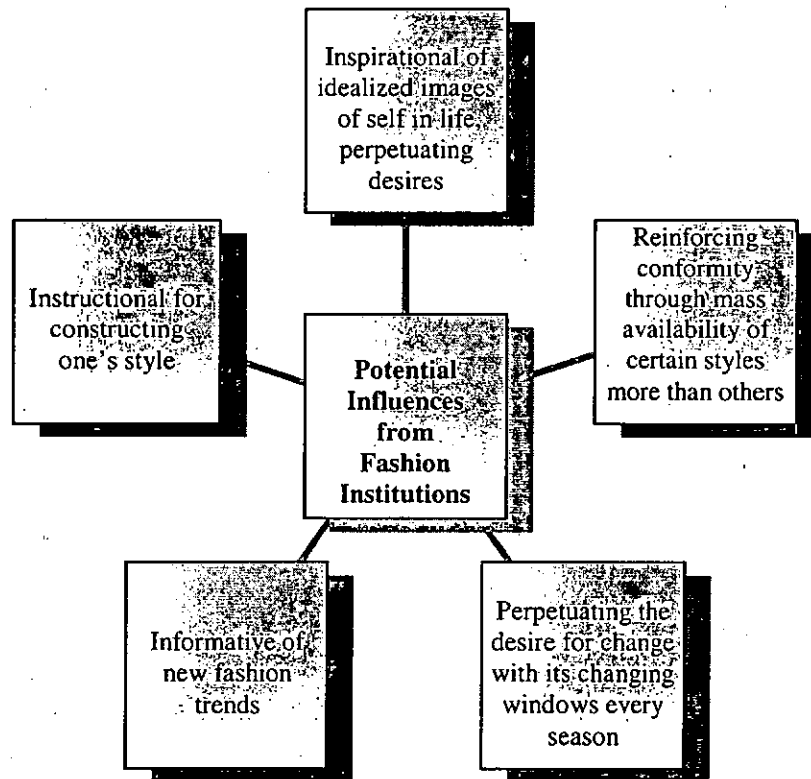 Inspirational of
idealized images
of self in life,
perpetuating
desires
Instructional for
constructing
one's style
Reinforcing
conformity
through mass
availability of
certain styles
more than others
Potential
Influences
from
Fashion
Institutions
Informative of
new fashion
trends
Perpetuating the
desire for change
with its changing
windows every
season